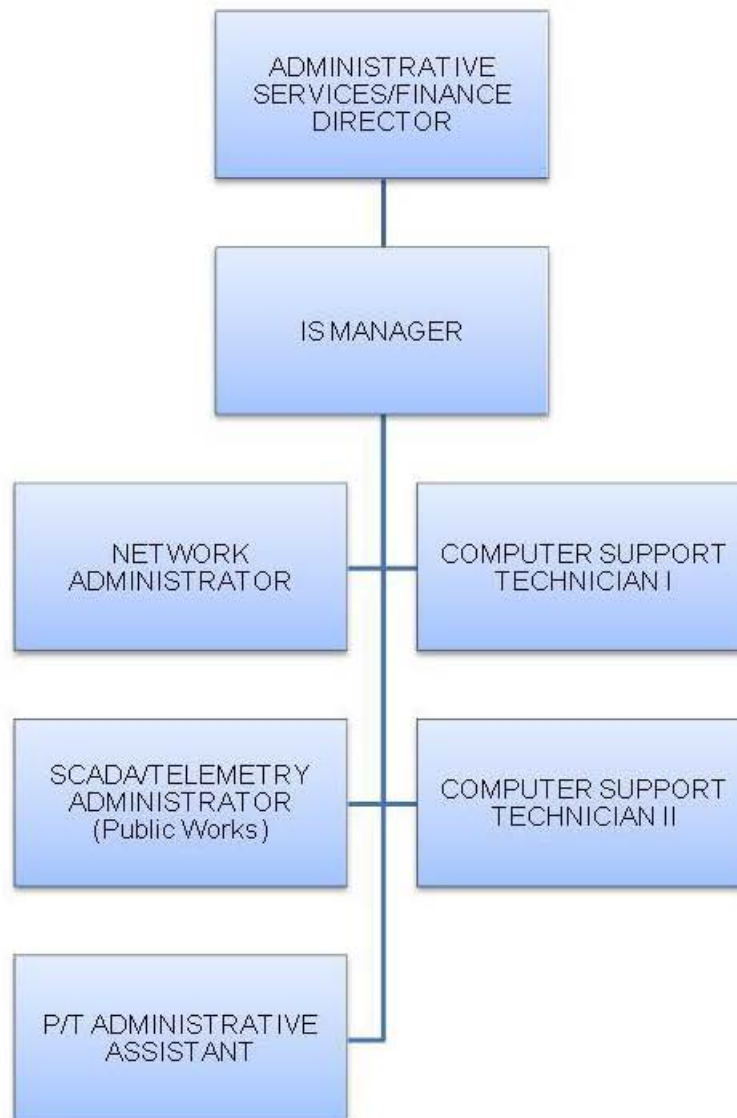 ADMINISTRATIVE
SERVICES/FINANCE
DIRECTOR
IS MANAGER
NETWORK
ADMINISTRATOR
COMPUTER SUPPORT
TECHNICIAN I
SCADA/TELEMETRY
ADMINISTRATOR
(Public Works)
COMPUTER SUPPORT
TECHNICIAN II
P/T ADMINISTRATIVE
ASSISTANT